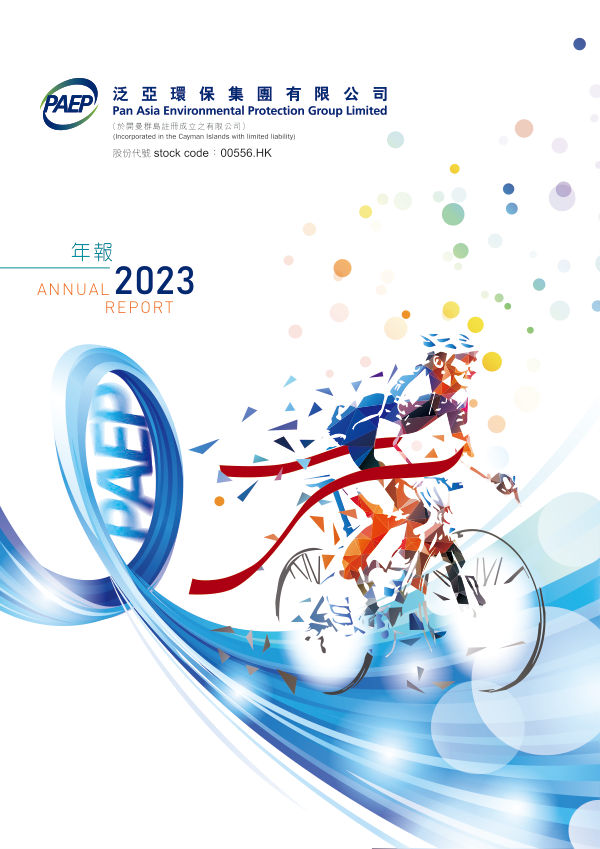 PAEP
泛亞環保集團有限公司
Pan Asia Environmental Protection Group Limited
(於開曼群島註冊成立之有限公司)
(Incorporated in the Cayman Islands with limited liability)
股份代號 stock code：00556.HK
年報
ANNUAL 2023
REPORT
PAEP